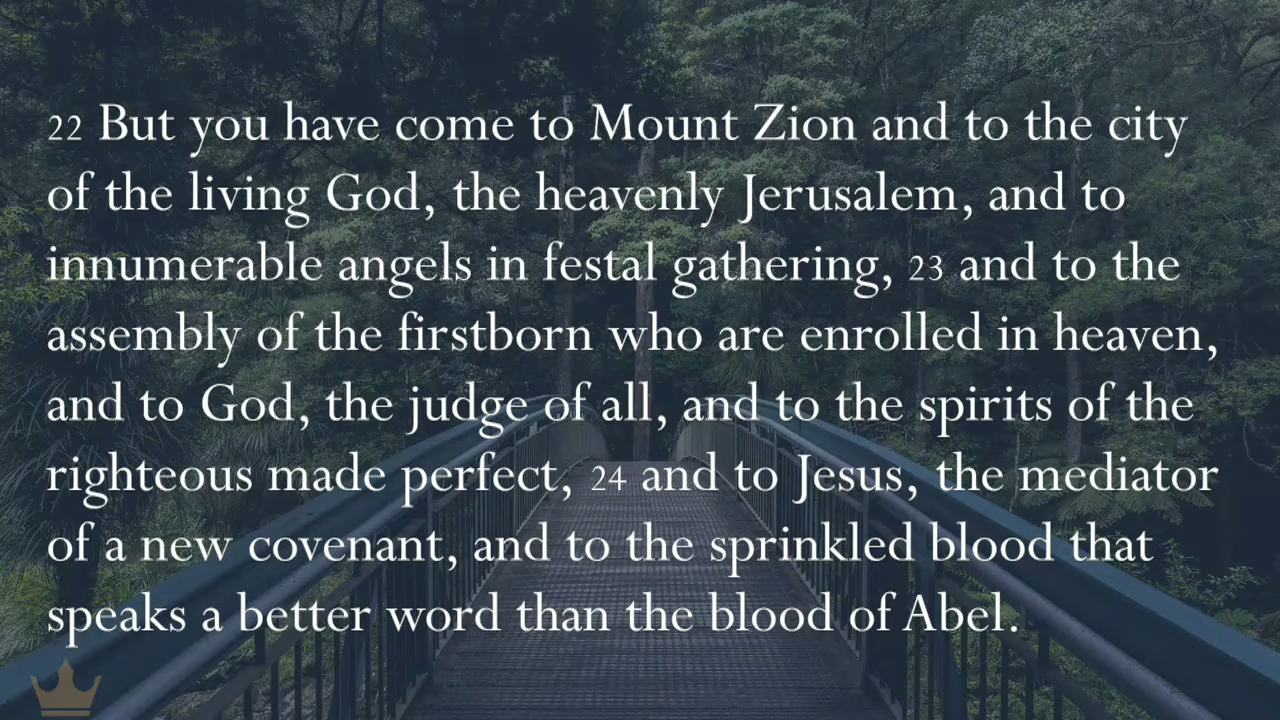 22 But you have come to Mount Zion and to the city
of the living God, the heavenly Jerusalem, and to
innumerable angels in festal gathering, 23 and to the
assembly of the firstborn who are enrolled in heaven,
and to God, the judge of all, and to the spirits of the
righteous made perfect, 24 and to Jesus, the mediator
of a new covenant, and to the sprinkled blood that
speaks a better word than the blood of Abel.